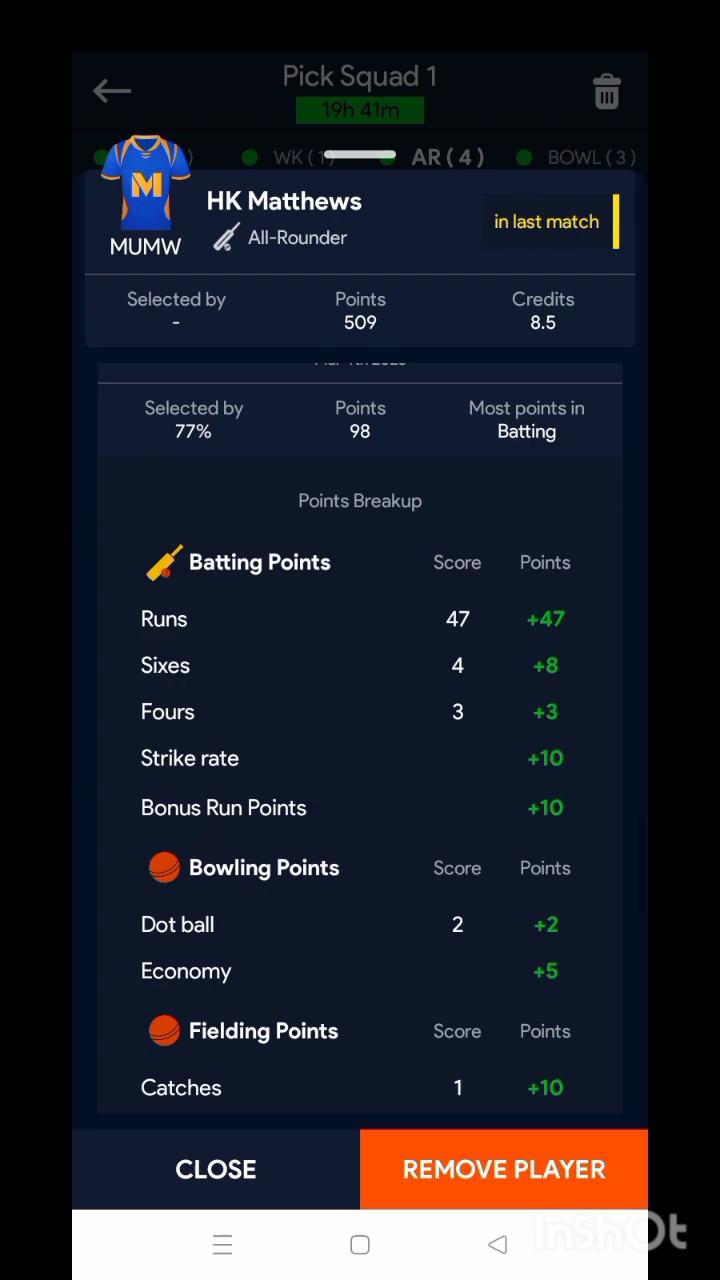 Pick Squad 1
19h 41m
WK ( 1 AR ( 4 ) BOWL ( 3 )
M
HK Matthews
in last match
MUMW All-Rounder
Selected by Points Credits
- 509 8.5
Selected by Points Most points in
77% 98 Batting
Points Breakup
Batting Points Score Points
Runs 47 +47
Sixes 4 +8
Fours 3 +3
Strike rate +10
Bonus Run Points +10
Bowling Points Score Points
Dot ball 2 +2
Economy +5
Fielding Points Score Points
Catches 1 +10
CLOSE REMOVE PLAYER
InShOt